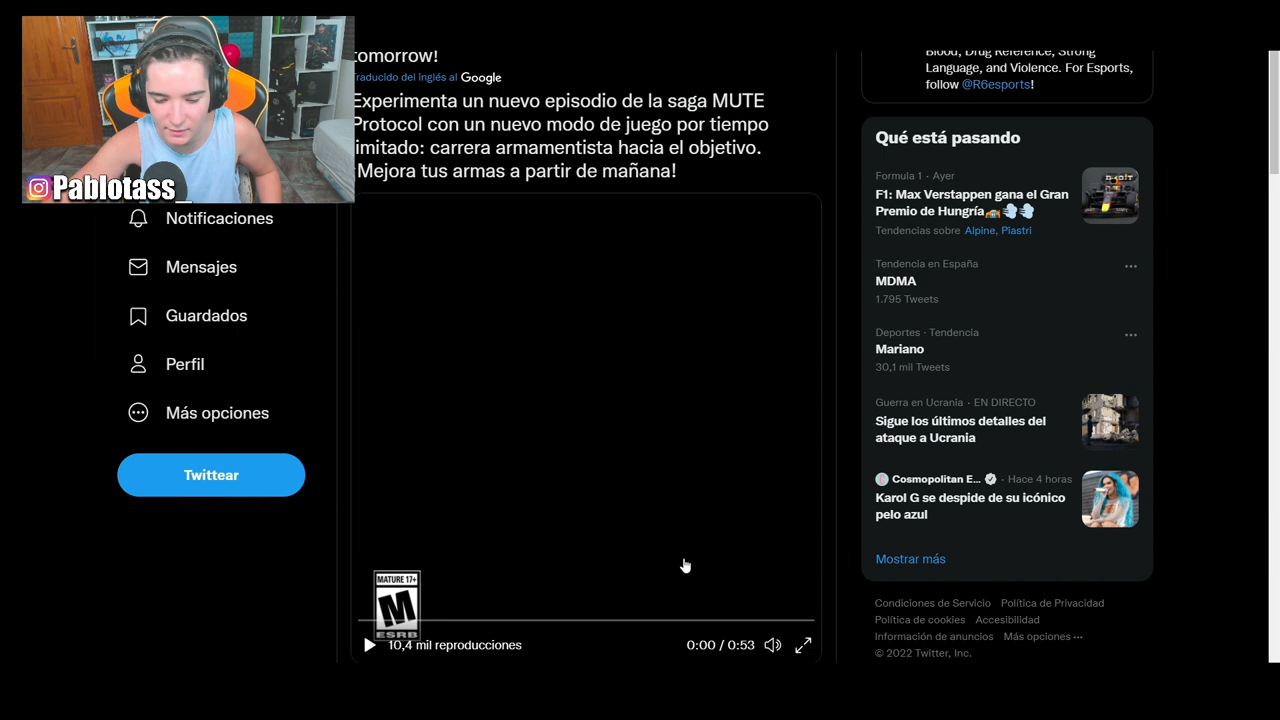 tomorrow!
Traducido del inglés al Google
Experimenta un nuevo episodio de la saga MUTE
Protocol con un nuevo modo de juego por tiempo
limitado: carrera armamentista hacia el objetivo.
¡Mejora tus armas a partir de mañana!
Pablotass_
Notificaciones
Mensajes
Guardados
Perfil
Más opciones
Twittear
MATURE 17+
M
ESRB
10,4 mil reproducciones
0:00 / 0:53
Blood, Drug Reference, Strong
Language, and Violence. For Esports,
follow @R6esports!
Qué está pasando
Formula 1 · Ayer
F1: Max Verstappen gana el Gran
Premio de Hungría
Tendencias sobre Alpine, Piastri
Tendencia en España
MDMA
1.795 Tweets
Deportes · Tendencia
Mariano
30,1 mil Tweets
Guerra en Ucrania · EN DIRECTO
Sigue los últimos detalles del
ataque a Ucrania
Cosmopolitan E... · Hace 4 horas
Karol G se despide de su icónico
pelo azul
Mostrar más
Condiciones de Servicio Política de Privacidad
Política de cookies Accesibilidad
Información de anuncios Más opciones ···
© 2022 Twitter, Inc.